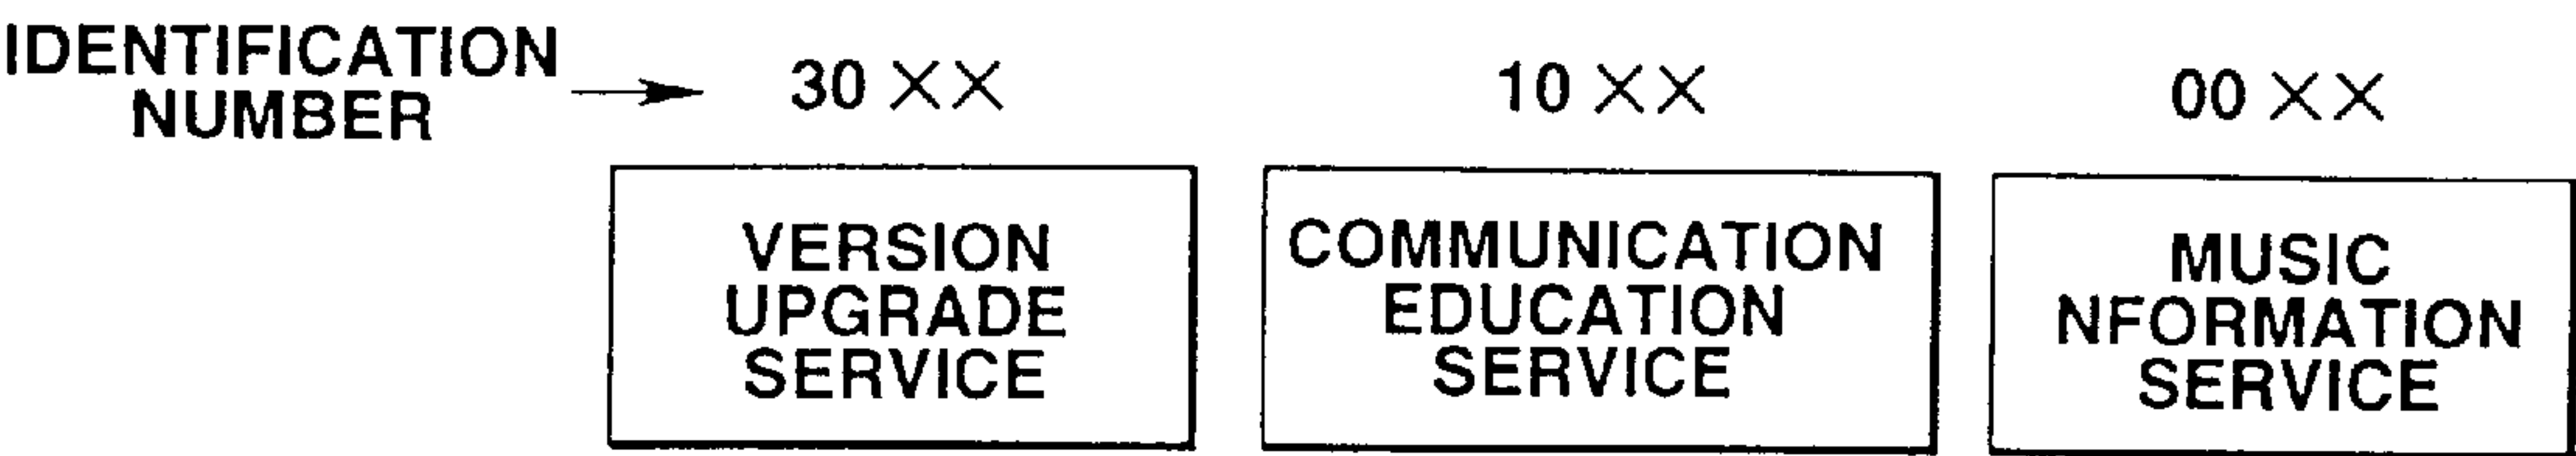 IDENTIFICATION
NUMBER
30 ××
10 ××
00 ××
VERSION
UPGRADE
SERVICE
COMMUNICATION
EDUCATION
SERVICE
MUSIC
NFORMATION
SERVICE